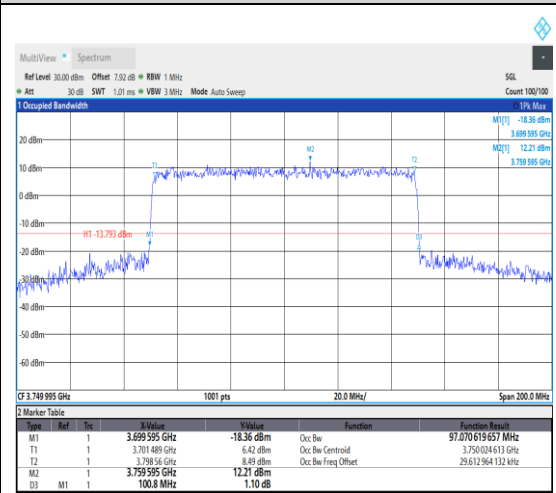 MultiView Spectrum
Ref Level 30.00 dBm Offset 7.92 dB RBW 1 MHz SGL
Att 30 dB SWT 1.01 ms VBW 3 MHz Mode Auto Sweep Count 100/100
1 Occupied Bandwidth 1Pk Max
M1[1] -18.36 dBm
3.699 595 GHz
M2[1] 12.21 dBm
3.759 595 GHz
20 dBm
10 dBm
0 dBm
-10 dBm
-20 dBm
-30 dBm
-40 dBm
-50 dBm
-60 dBm
M2
T1
T2
H1 -13.793 dBm
M1
D3
CF 3.749 995 GHz 1001 pts 20.0 MHz/ Span 200.0 MHz
2 Marker Table
Type Ref Trc X-Value Y-Value Function Function Result
M1 1 3.699 595 GHz -18.36 dBm Occ Bw 97.070 619 657 MHz
T1 1 3.701 489 GHz 6.42 dBm Occ Bw Centroid 3.750 024 613 GHz
T2 1 3.798 56 GHz 8.49 dBm Occ Bw Freq Offset 29.612 964 132 kHz
M2 1 3.759 595 GHz 12.21 dBm
D3 M1 1 100.8 MHz 1.10 dB